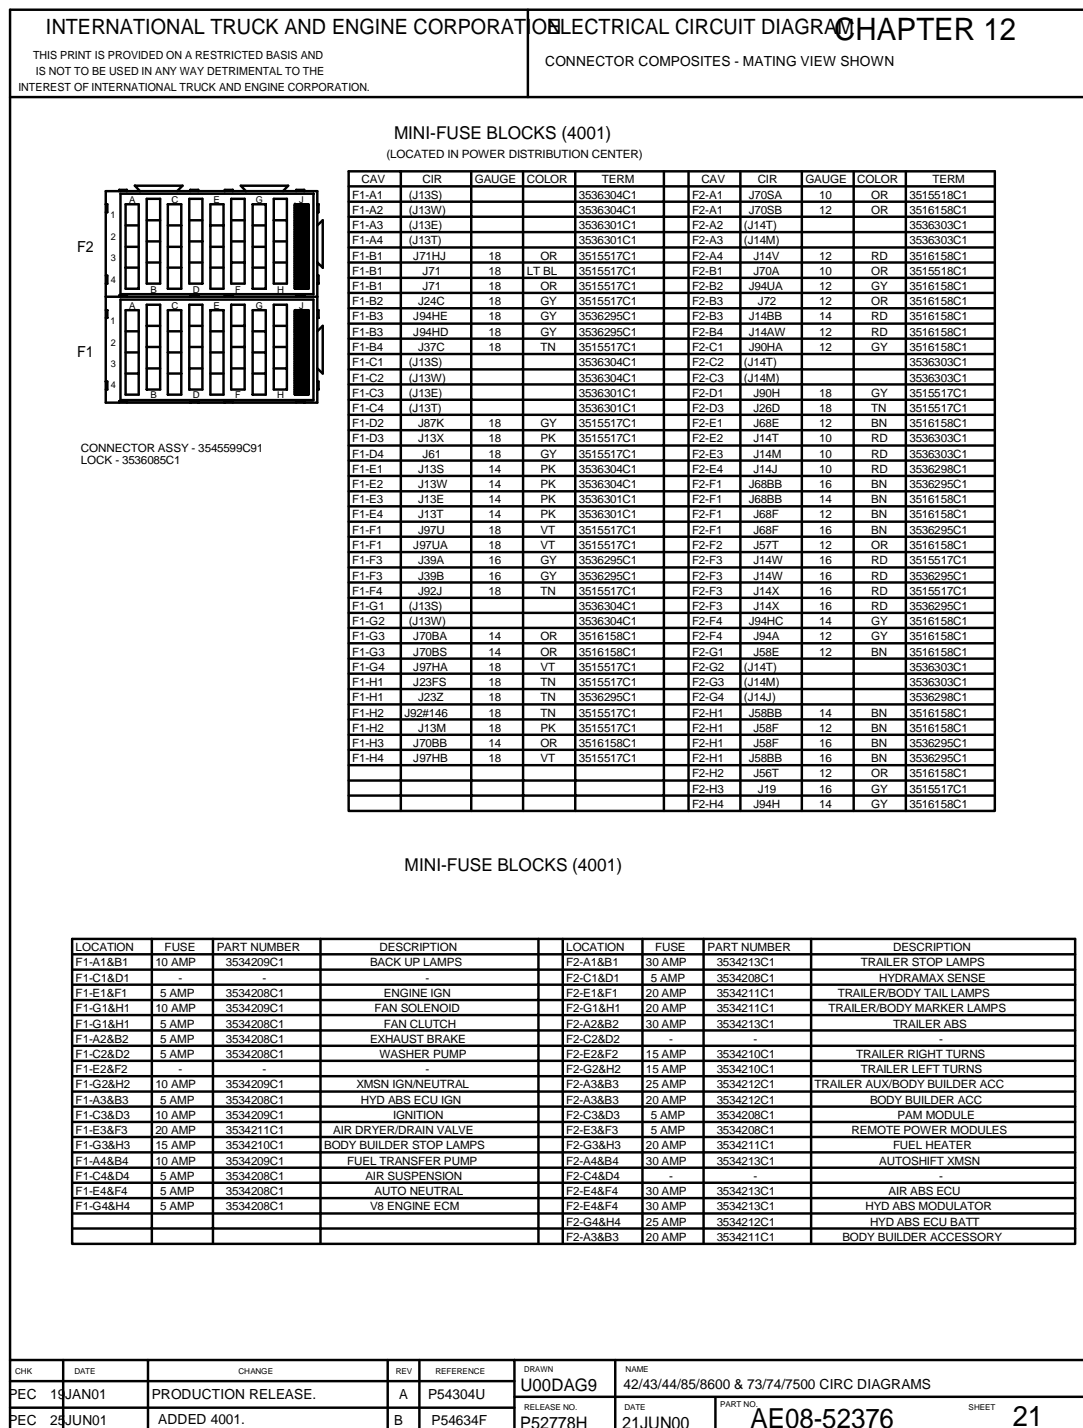 INTERNATIONAL TRUCK AND ENGINE CORPORATION
ELECTRICAL CIRCUIT DIAGRAM
CHAPTER 12
THIS PRINT IS PROVIDED ON A RESTRICTED BASIS AND
IS NOT TO BE USED IN ANY WAY DETRIMENTAL TO THE
INTEREST OF INTERNATIONAL TRUCK AND ENGINE CORPORATION.
CONNECTOR COMPOSITES - MATING VIEW SHOWN
MINI-FUSE BLOCKS (4001)
(LOCATED IN POWER DISTRIBUTION CENTER)
A C E G J
1
2
3
4
B D F H
F2
A C E G J
1
2
3
4
B D F H
F1
CONNECTOR ASSY - 3545599C91
LOCK - 3536085C1
CAV CIR GAUGE COLOR TERM CAV CIR GAUGE COLOR TERM
F1-A1 (J13S) 3536304C1 F2-A1 J70SA 10 OR 3515518C1
F1-A2 (J13W) 3536304C1 F2-A1 J70SB 12 OR 3516158C1
F1-A3 (J13E) 3536301C1 F2-A2 (J14T) 3536303C1
F1-A4 (J13T) 3536301C1 F2-A3 (J14M) 3536303C1
F1-B1 J71HJ 18 OR 3515517C1 F2-A4 J14V 12 RD 3516158C1
F1-B1 J71 18 LT BL 3515517C1 F2-B1 J70A 10 OR 3515518C1
F1-B1 J71 18 OR 3515517C1 F2-B2 J94UA 12 GY 3516158C1
F1-B2 J24C 18 GY 3515517C1 F2-B3 J72 12 OR 3516158C1
F1-B3 J94HE 18 GY 3536295C1 F2-B3 J14BB 14 RD 3516158C1
F1-B3 J94HD 18 GY 3536295C1 F2-B4 J14AW 12 RD 3516158C1
F1-B4 J37C 18 TN 3515517C1 F2-C1 J90HA 12 GY 3516158C1
F1-C1 (J13S) 3536304C1 F2-C2 (J14T) 3536303C1
F1-C2 (J13W) 3536304C1 F2-C3 (J14M) 3536303C1
F1-C3 (J13E) 3536301C1 F2-D1 J90H 18 GY 3515517C1
F1-C4 (J13T) 3536301C1 F2-D3 J26D 18 TN 3515517C1
F1-D2 J87K 18 GY 3515517C1 F2-E1 J68E 12 BN 3516158C1
F1-D3 J13X 18 PK 3515517C1 F2-E2 J14T 10 RD 3536303C1
F1-D4 J61 18 GY 3515517C1 F2-E3 J14M 10 RD 3536303C1
F1-E1 J13S 14 PK 3536304C1 F2-E4 J14J 10 RD 3536298C1
F1-E2 J13W 14 PK 3536304C1 F2-F1 J68BB 16 BN 3536295C1
F1-E3 J13E 14 PK 3536301C1 F2-F1 J68BB 14 BN 3516158C1
F1-E4 J13T 14 PK 3536301C1 F2-F1 J68F 12 BN 3516158C1
F1-F1 J97U 18 VT 3515517C1 F2-F1 J68F 16 BN 3536295C1
F1-F1 J97UA 18 VT 3515517C1 F2-F2 J57T 12 OR 3516158C1
F1-F3 J39A 16 GY 3536295C1 F2-F3 J14W 16 RD 3515517C1
F1-F3 J39B 16 GY 3536295C1 F2-F3 J14W 16 RD 3536295C1
F1-F4 J92J 18 TN 3515517C1 F2-F3 J14X 16 RD 3515517C1
F1-G1 (J13S) 3536304C1 F2-F3 J14X 16 RD 3536295C1
F1-G2 (J13W) 3536304C1 F2-F4 J94HC 14 GY 3516158C1
F1-G3 J70BA 14 OR 3516158C1 F2-F4 J94A 12 GY 3516158C1
F1-G3 J70BS 14 OR 3516158C1 F2-G1 J58E 12 BN 3516158C1
F1-G4 J97HA 18 VT 3515517C1 F2-G2 (J14T) 3536303C1
F1-H1 J23FS 18 TN 3515517C1 F2-G3 (J14M) 3536303C1
F1-H1 J23Z 18 TN 3536295C1 F2-G4 (J14J) 3536298C1
F1-H2 J92#146 18 TN 3515517C1 F2-H1 J58BB 14 BN 3516158C1
F1-H2 J13M 18 PK 3515517C1 F2-H1 J58F 12 BN 3516158C1
F1-H3 J70BB 14 OR 3516158C1 F2-H1 J58F 16 BN 3536295C1
F1-H4 J97HB 18 VT 3515517C1 F2-H1 J58BB 16 BN 3536295C1
F2-H2 J56T 12 OR 3516158C1
F2-H3 J19 16 GY 3515517C1
F2-H4 J94H 14 GY 3516158C1
MINI-FUSE BLOCKS (4001)
LOCATION FUSE PART NUMBER DESCRIPTION LOCATION FUSE PART NUMBER DESCRIPTION
F1-A1&B1 10 AMP 3534209C1 BACK UP LAMPS F2-A1&B1 30 AMP 3534213C1 TRAILER STOP LAMPS
F1-C1&D1 - - - F2-C1&D1 5 AMP 3534208C1 HYDRAMAX SENSE
F1-E1&F1 5 AMP 3534208C1 ENGINE IGN F2-E1&F1 20 AMP 3534211C1 TRAILER/BODY TAIL LAMPS
F1-G1&H1 10 AMP 3534209C1 FAN SOLENOID F2-G1&H1 20 AMP 3534211C1 TRAILER/BODY MARKER LAMPS
F1-G1&H1 5 AMP 3534208C1 FAN CLUTCH F2-A2&B2 30 AMP 3534213C1 TRAILER ABS
F1-A2&B2 5 AMP 3534208C1 EXHAUST BRAKE F2-C2&D2 - - -
F1-C2&D2 5 AMP 3534208C1 WASHER PUMP F2-E2&F2 15 AMP 3534210C1 TRAILER RIGHT TURNS
F1-E2&F2 - - - F2-G2&H2 15 AMP 3534210C1 TRAILER LEFT TURNS
F1-G2&H2 10 AMP 3534209C1 XMSN IGN/NEUTRAL F2-A3&B3 25 AMP 3534212C1 TRAILER AUX/BODY BUILDER ACC
F1-A3&B3 5 AMP 3534208C1 HYD ABS ECU IGN F2-A3&B3 20 AMP 3534212C1 BODY BUILDER ACC
F1-C3&D3 10 AMP 3534209C1 IGNITION F2-C3&D3 5 AMP 3534208C1 PAM MODULE
F1-E3&F3 20 AMP 3534211C1 AIR DRYER/DRAIN VALVE F2-E3&F3 5 AMP 3534208C1 REMOTE POWER MODULES
F1-G3&H3 15 AMP 3534210C1 BODY BUILDER STOP LAMPS F2-G3&H3 20 AMP 3534211C1 FUEL HEATER
F1-A4&B4 10 AMP 3534209C1 FUEL TRANSFER PUMP F2-A4&B4 30 AMP 3534213C1 AUTOSHIFT XMSN
F1-C4&D4 5 AMP 3534208C1 AIR SUSPENSION F2-C4&D4 - - -
F1-E4&F4 5 AMP 3534208C1 AUTO NEUTRAL F2-E4&F4 30 AMP 3534213C1 AIR ABS ECU
F1-G4&H4 5 AMP 3534208C1 V8 ENGINE ECM F2-E4&F4 30 AMP 3534213C1 HYD ABS MODULATOR
F2-G4&H4 25 AMP 3534212C1 HYD ABS ECU BATT
F2-A3&B3 20 AMP 3534211C1 BODY BUILDER ACCESSORY
CHK DATE CHANGE REV REFERENCE DRAWN NAME
PEC 19JAN01 PRODUCTION RELEASE. A P54304U U00DAG9 42/43/44/85/8600 & 73/74/7500 CIRC DIAGRAMS
RELEASE NO. DATE PART NO. SHEET
PEC 25JUN01 ADDED 4001. B P54634F P52778H 21JUN00 AE08-52376 21